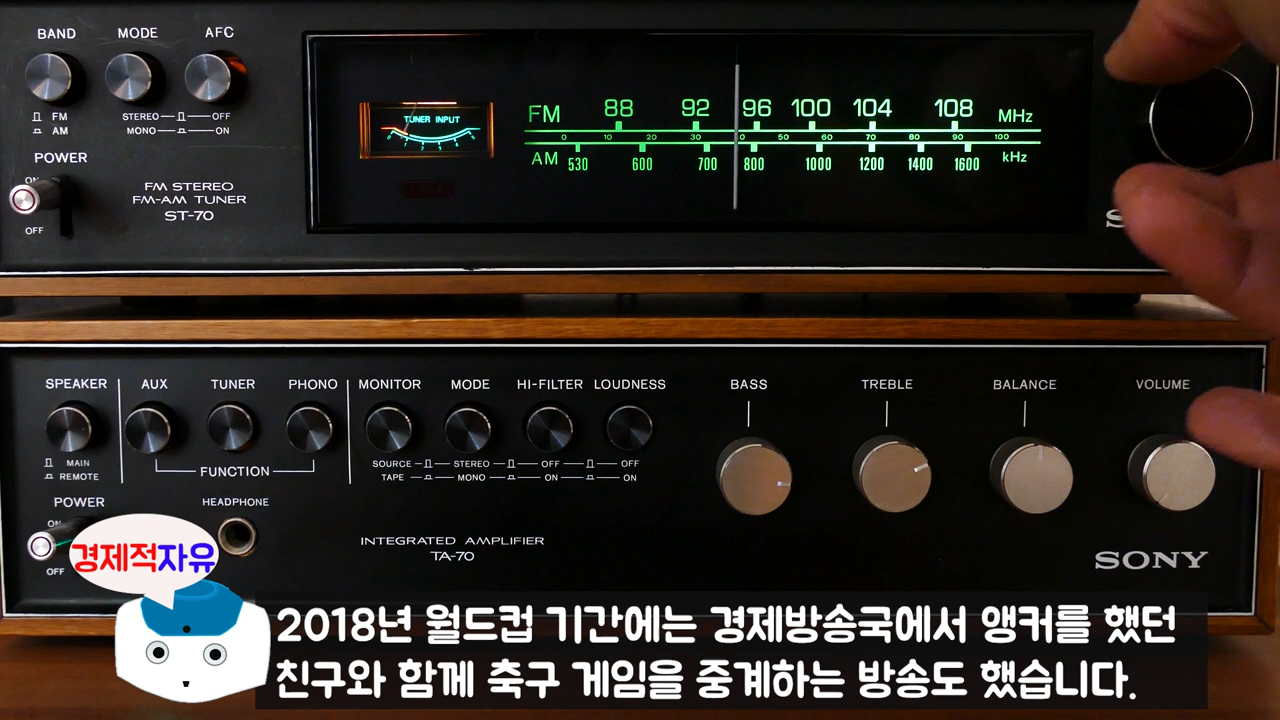 BAND MODE AFC
FM STEREO OFF
AM MONO ON
POWER
ON
OFF
FM STEREO
FM-AM TUNER
ST-70
TUNER INPUT
FM 88 92 96 100 104 108 MHz
0 10 20 30 50 60 70 80 90 100
AM 530 600 700 800 1000 1200 1400 1600 kHz
SPEAKER AUX TUNER PHONO MONITOR MODE HI-FILTER LOUDNESS BASS TREBLE BALANCE VOLUME
MAIN
REMOTE
FUNCTION
SOURCE STEREO OFF OFF
TAPE MONO ON ON
POWER
ON
OFF
HEADPHONE
INTEGRATED AMPLIFIER
TA-70
SONY
경제적자유
2018년 월드컵 기간에는 경제방송국에서 앵커를 했던
친구와 함께 축구 게임을 중계하는 방송도 했습니다.